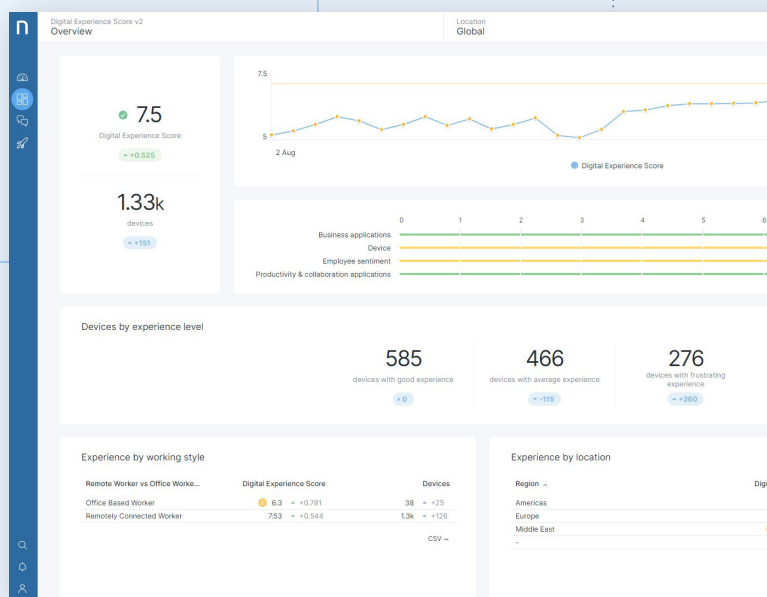 n
Digital Experience Score v2
Overview
Location
Global
7.5
Digital Experience Score
+0.525
1.33k
devices
+151
7.5
5
2 Aug
Digital Experience Score
0 1 2 3 4 5 6
Business applications
Device
Employee sentiment
Productivity & collaboration applications
Devices by experience level
585
devices with good experience
0
466
devices with average experience
-115
276
devices with frustrating
experience
+260
Experience by working style
Remote Worker vs Office Worke... Digital Experience Score Devices
Office Based Worker 6.3 +0.781 38 +25
Remotely Connected Worker 7.53 +0.544 1.3k +126
CSV
Experience by location
Region Digi
Americas
Europe
Middle East
-